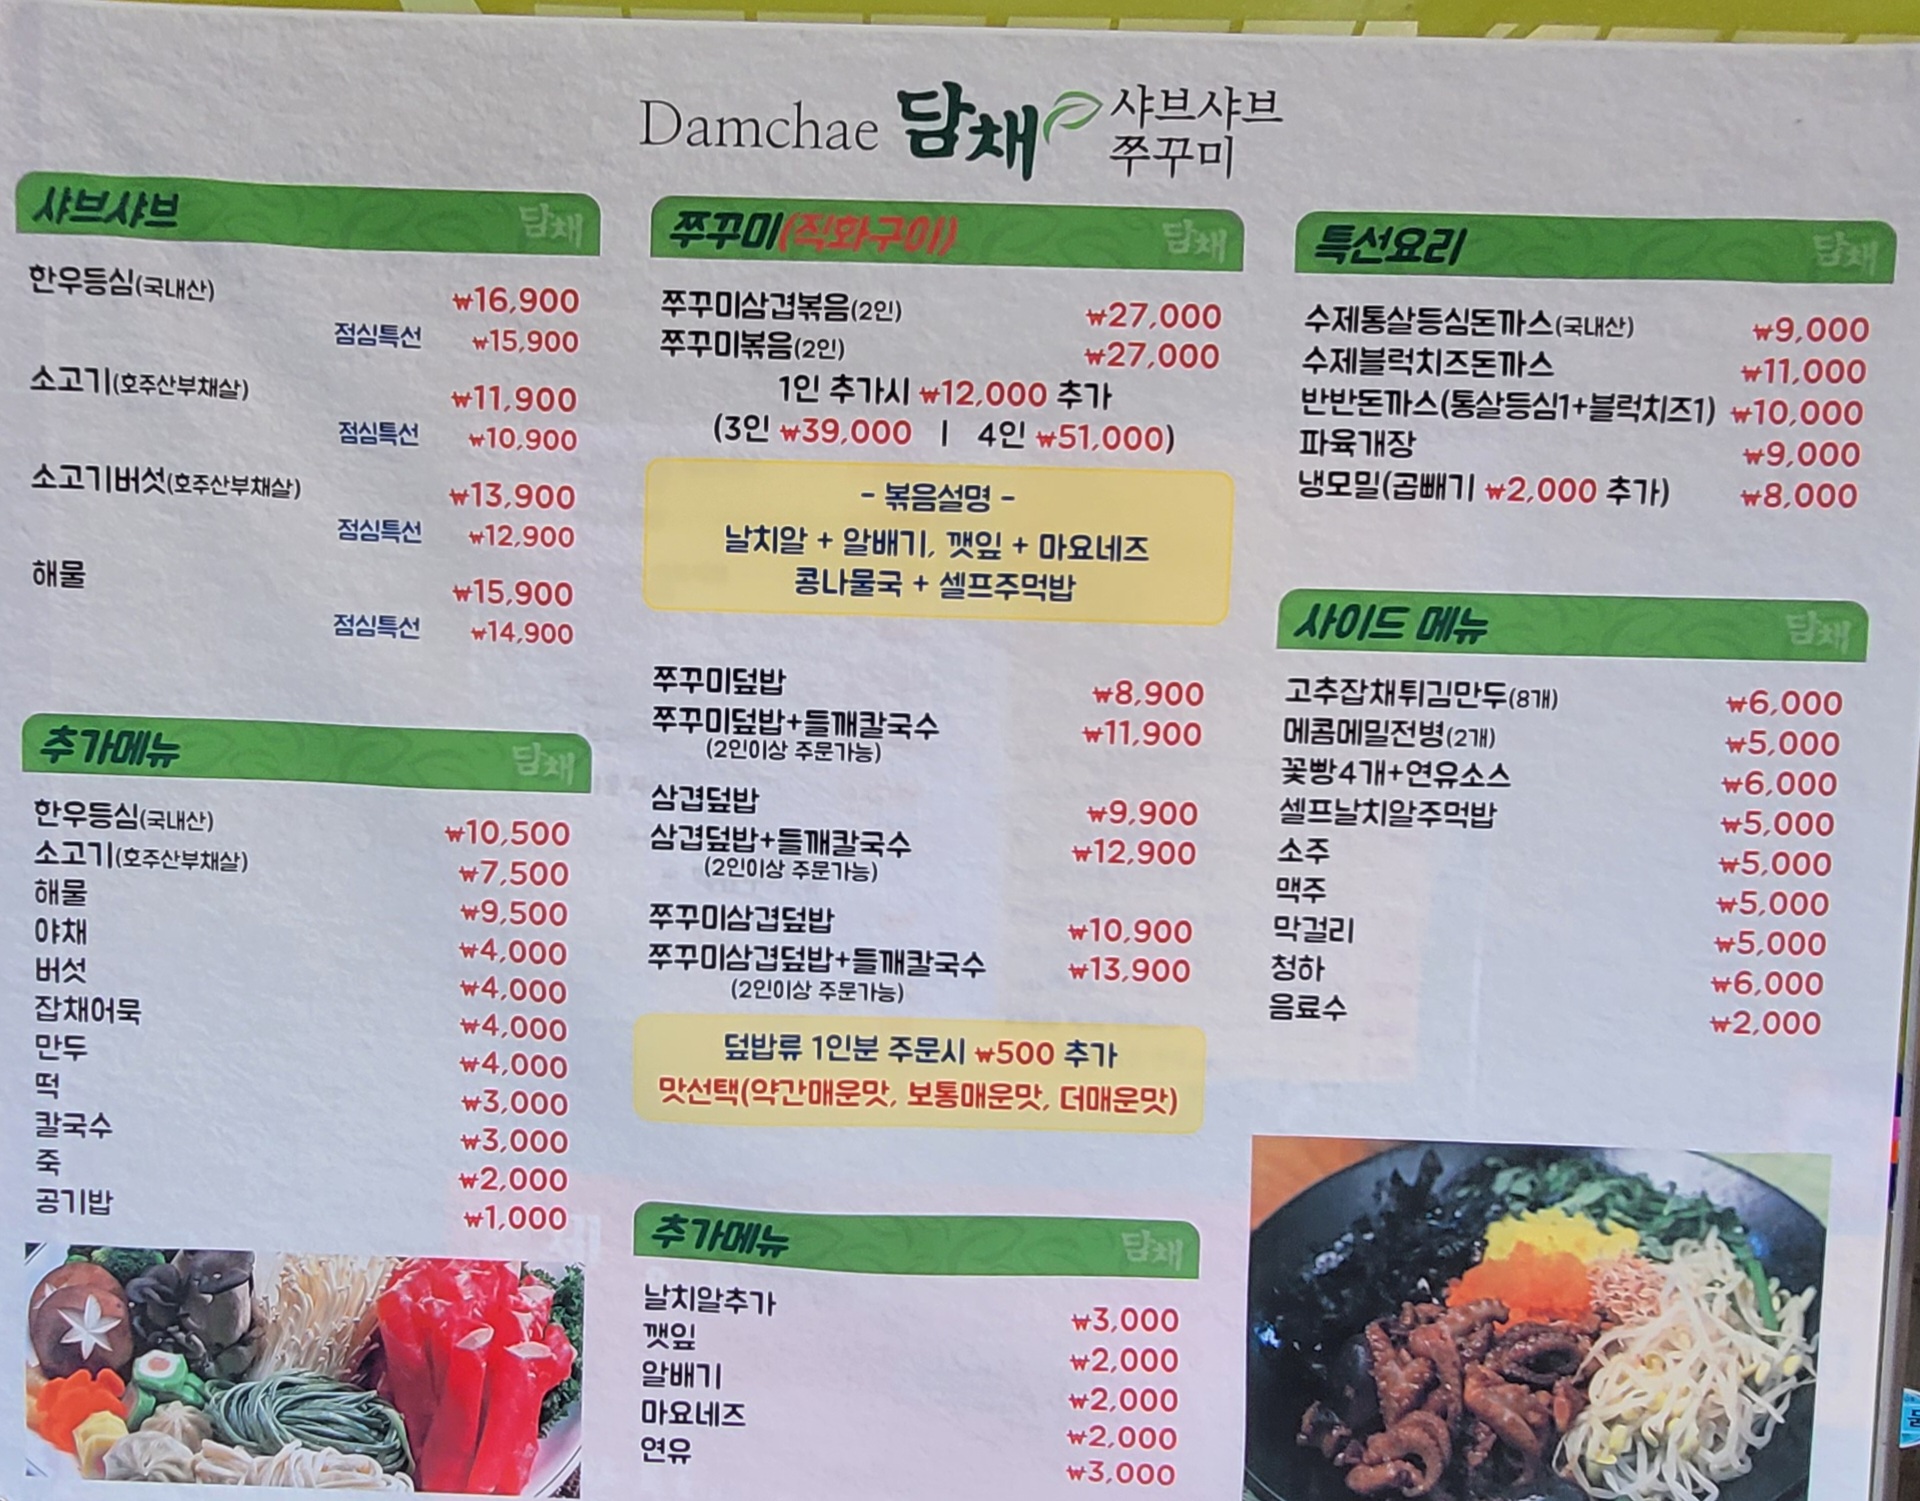 Damchae 담채 샤브샤브
쭈꾸미
샤브샤브 담채
한우등심(국내산) ₩16,900
점심특선 ₩15,900
소고기(호주산부채살) ₩11,900
점심특선 ₩10,900
소고기버섯(호주산부채살) ₩13,900
점심특선 ₩12,900
해물 ₩15,900
점심특선 ₩14,900
추가메뉴 담채
한우등심(국내산) ₩10,500
소고기(호주산부채살) ₩7,500
해물 ₩9,500
야채 ₩4,000
버섯 ₩4,000
잡채어묵 ₩4,000
만두 ₩4,000
떡 ₩3,000
칼국수 ₩3,000
죽 ₩2,000
공기밥 ₩1,000
쭈꾸미(직화구이) 담채
쭈꾸미삼겹볶음(2인) ₩27,000
쭈꾸미볶음(2인) ₩27,000
1인 추가시 ₩12,000 추가
(3인 ₩39,000 | 4인 ₩51,000)
- 볶음설명 -
날치알 + 알배기, 깻잎 + 마요네즈
콩나물국 + 셀프주먹밥
쭈꾸미덮밥 ₩8,900
쭈꾸미덮밥+들깨칼국수 ₩11,900
(2인이상 주문가능)
삼겹덮밥 ₩9,900
삼겹덮밥+들깨칼국수 ₩12,900
(2인이상 주문가능)
쭈꾸미삼겹덮밥 ₩10,900
쭈꾸미삼겹덮밥+들깨칼국수 ₩13,900
(2인이상 주문가능)
덮밥류 1인분 주문시 ₩500 추가
맛선택(약간매운맛, 보통매운맛, 더매운맛)
추가메뉴 담채
날치알추가 ₩3,000
깻잎 ₩2,000
알배기 ₩2,000
마요네즈 ₩2,000
연유 ₩3,000
특선요리 담채
수제통살등심돈까스(국내산) ₩9,000
수제블럭치즈돈까스 ₩11,000
반반돈까스(통살등심1+블럭치즈1) ₩10,000
파육개장 ₩9,000
냉모밀(곱빼기 ₩2,000 추가) ₩8,000
사이드 메뉴 담채
고추잡채튀김만두(8개) ₩6,000
메콤메밀전병(2개) ₩5,000
꽃빵4개+연유소스 ₩6,000
셀프날치알주먹밥 ₩5,000
소주 ₩5,000
맥주 ₩5,000
막걸리 ₩5,000
청하 ₩6,000
음료수 ₩2,000